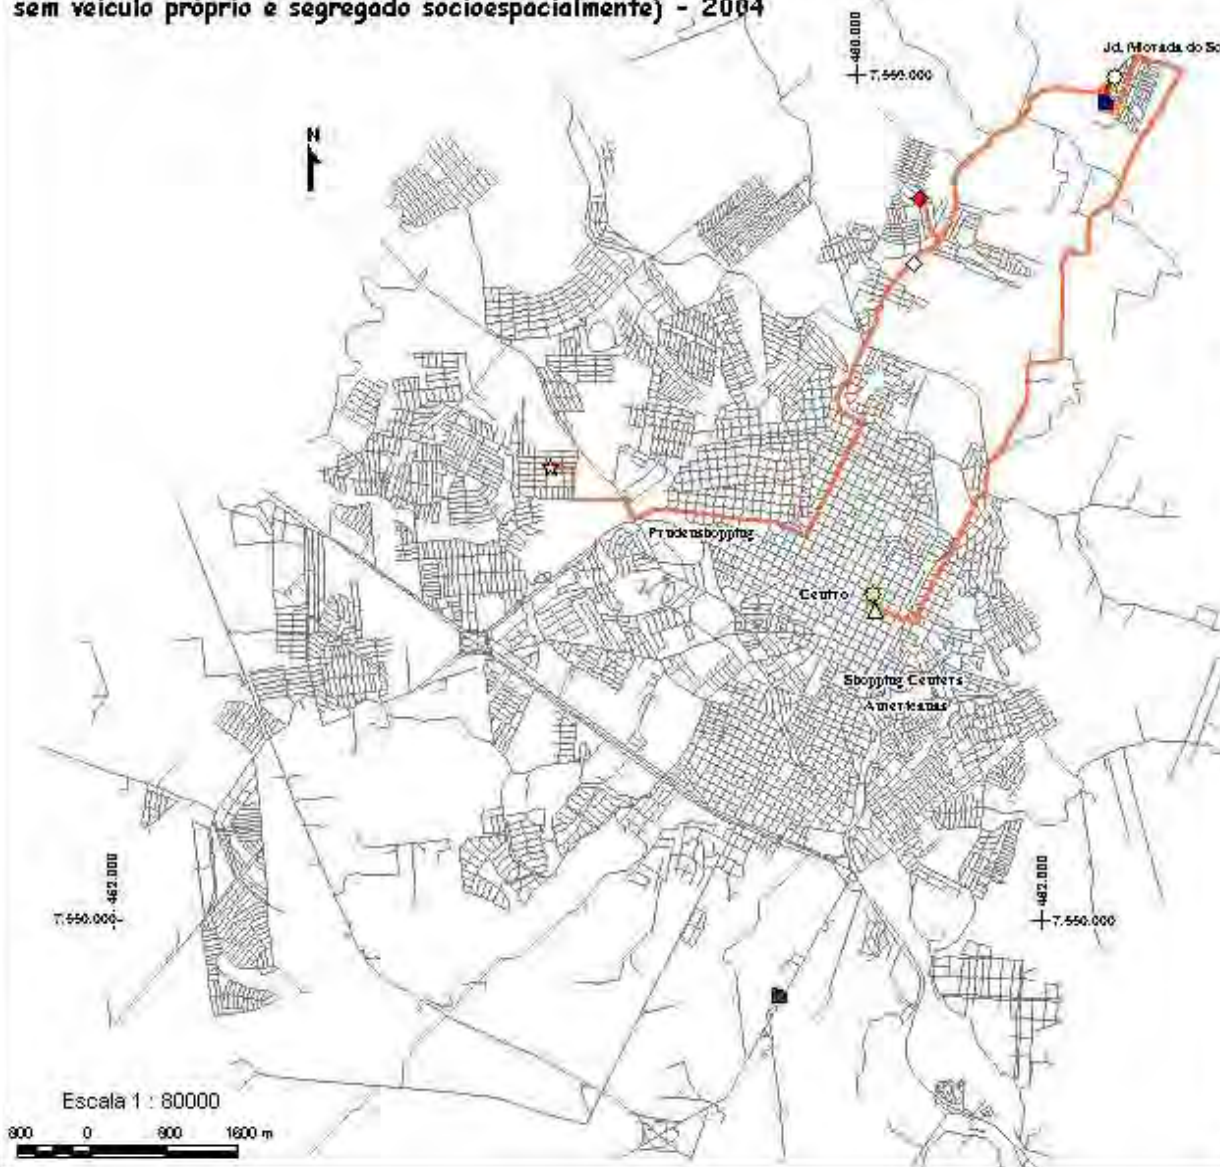 sem veículo próprio e segregado socioespacialmente) - 2004
480.000
7.555.000
Jd. Morada do So
N
Prudenshopping
Centro
Shopping Centers
Americanas
462.000
7.550.000
482.000
7.550.000
Escala 1 : 80000
800 0 800 1600 m